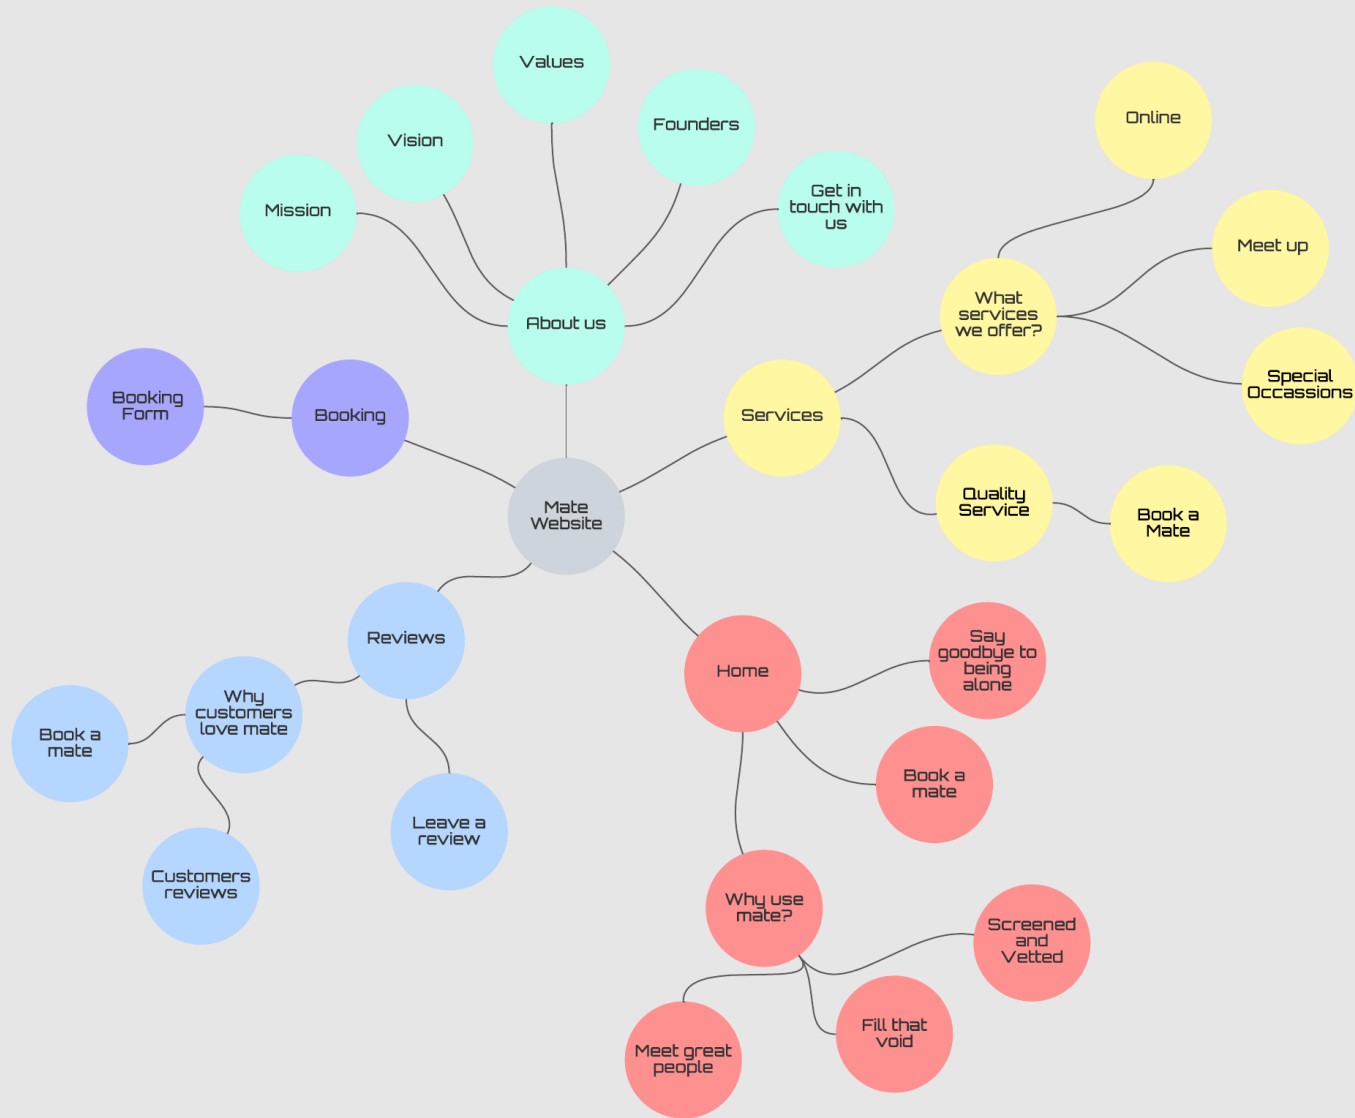 Values
Founders
Vision
Mission
Get in
touch with
us
About us
Online
Meet up
What
services
we offer?
Special
Occassions
Services
Quality
Service
Book a
Mate
Booking
Form
Booking
Mate
Website
Reviews
Why
customers
love mate
Book a
mate
Customers
reviews
Leave a
review
Home
Say
goodbye to
being
alone
Book a
mate
Why use
mate?
Screened
and
Vetted
Fill that
void
Meet great
people